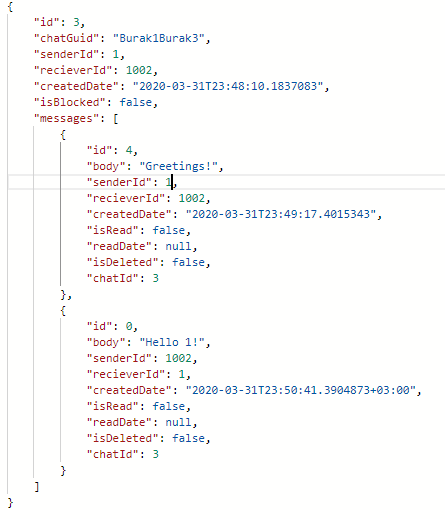 {
"id": 3,
"chatGuid": "Burak1Burak3",
"senderId": 1,
"recieverId": 1002,
"createdDate": "2020-03-31T23:48:10.1837083",
"isBlocked": false,
"messages": [
{
"id": 4,
"body": "Greetings!",
"senderId": 1,
"recieverId": 1002,
"createdDate": "2020-03-31T23:49:17.4015343",
"isRead": false,
"readDate": null,
"isDeleted": false,
"chatId": 3
},
{
"id": 0,
"body": "Hello 1!",
"senderId": 1002,
"recieverId": 1,
"createdDate": "2020-03-31T23:50:41.3904873+03:00",
"isRead": false,
"readDate": null,
"isDeleted": false,
"chatId": 3
}
]
}